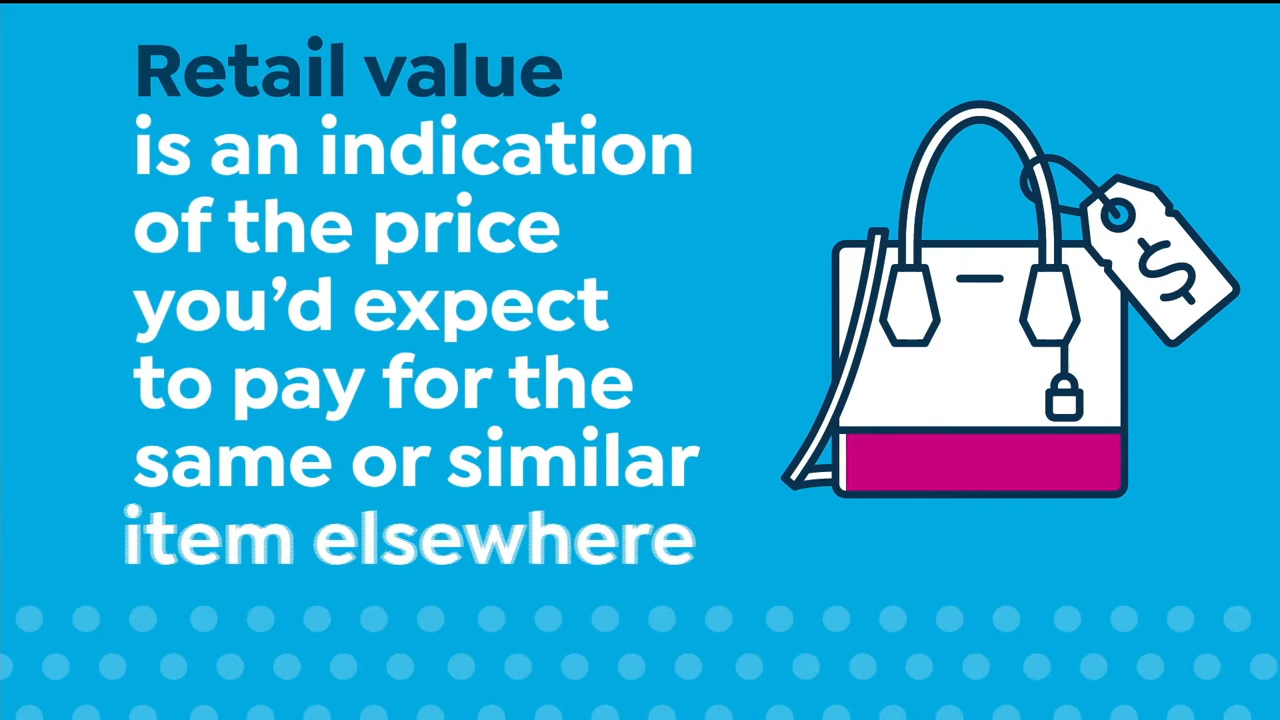 Retail value
is an indication
of the price
you’d expect
to pay for the
same or similar
item elsewhere
$